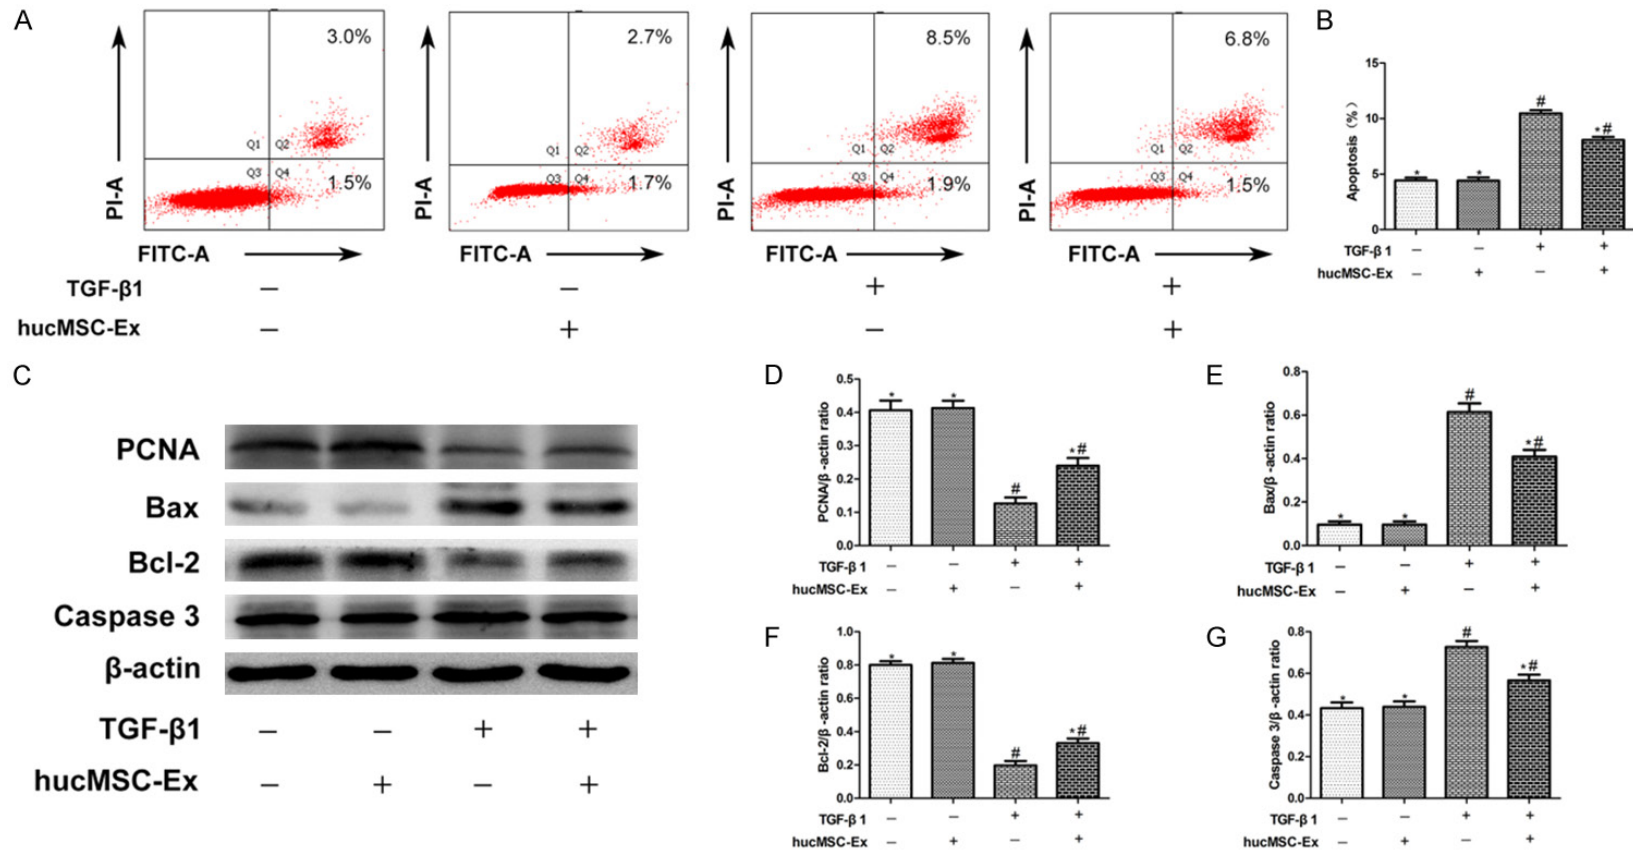 A
3.0%
2.7%
8.5%
6.8%
Q1 Q2
Q1 Q2
Q1 Q2
Q1 Q2
Q3 Q4
Q3 Q4
Q3 Q4
Q3 Q4
1.5%
1.7%
1.9%
1.5%
PI-A
PI-A
PI-A
PI-A
FITC-A
FITC-A
FITC-A
FITC-A
TGF-β1 − − + +
hucMSC-Ex − + − +
B
Apoptosis (%)
15
10
5
0
* * # *#
TGF-β 1 − − + +
hucMSC-Ex − + − +
C
PCNA
Bax
Bcl-2
Caspase 3
β-actin
TGF-β1 − − + +
hucMSC-Ex − + − +
D
PCNA/β -actin ratio
0.5
0.4
0.3
0.2
0.1
0.0
* * # *#
TGF-β 1 − − + +
hucMSC-Ex − + − +
E
Bax/β -actin ratio
0.8
0.6
0.4
0.2
0.0
* * # *#
TGF-β 1 − − + +
hucMSC-Ex − + − +
F
Bcl-2/β -actin ratio
1.0
0.8
0.6
0.4
0.2
0.0
* * # *#
TGF-β 1 − − + +
hucMSC-Ex − + − +
G
Caspase 3/β -actin ratio
0.8
0.6
0.4
0.2
0.0
* * # *#
TGF-β 1 − − + +
hucMSC-Ex − + − +